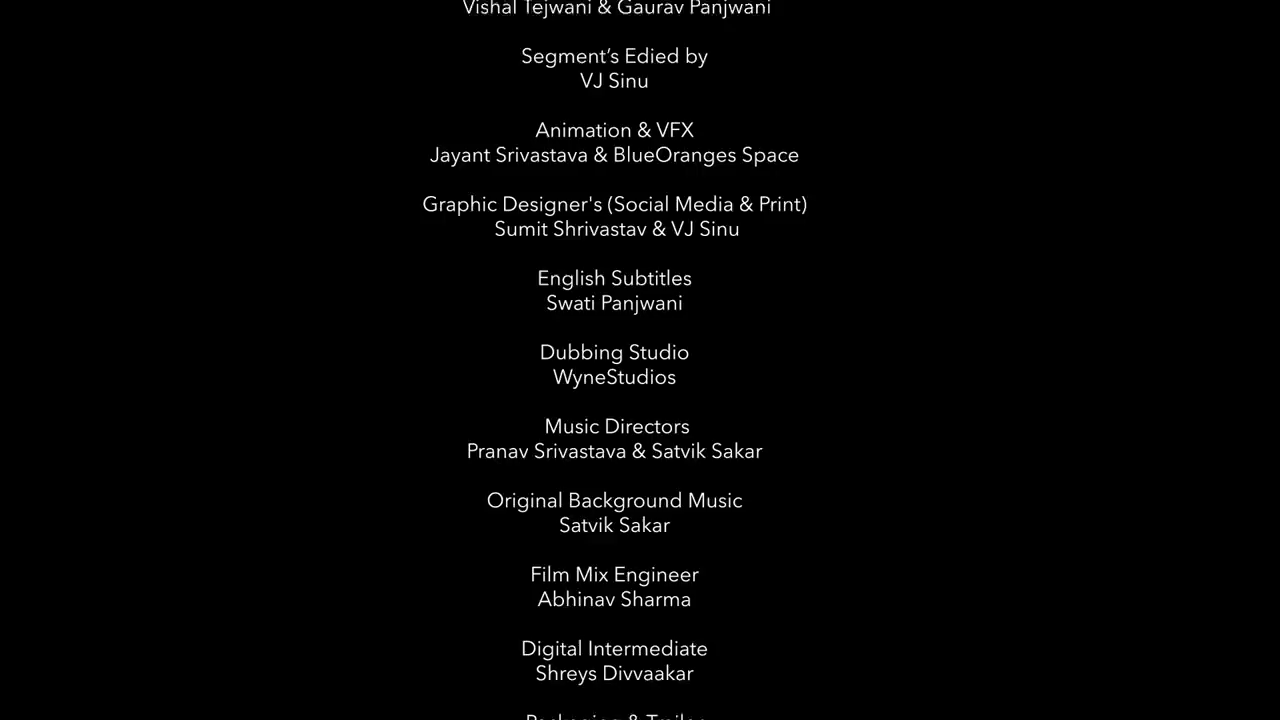 Vishal Tejwani & Gaurav Panjwani
Segment’s Edied by
VJ Sinu
Animation & VFX
Jayant Srivastava & BlueOranges Space
Graphic Designer's (Social Media & Print)
Sumit Shrivastav & VJ Sinu
English Subtitles
Swati Panjwani
Dubbing Studio
WyneStudios
Music Directors
Pranav Srivastava & Satvik Sakar
Original Background Music
Satvik Sakar
Film Mix Engineer
Abhinav Sharma
Digital Intermediate
Shreys Divvaakar